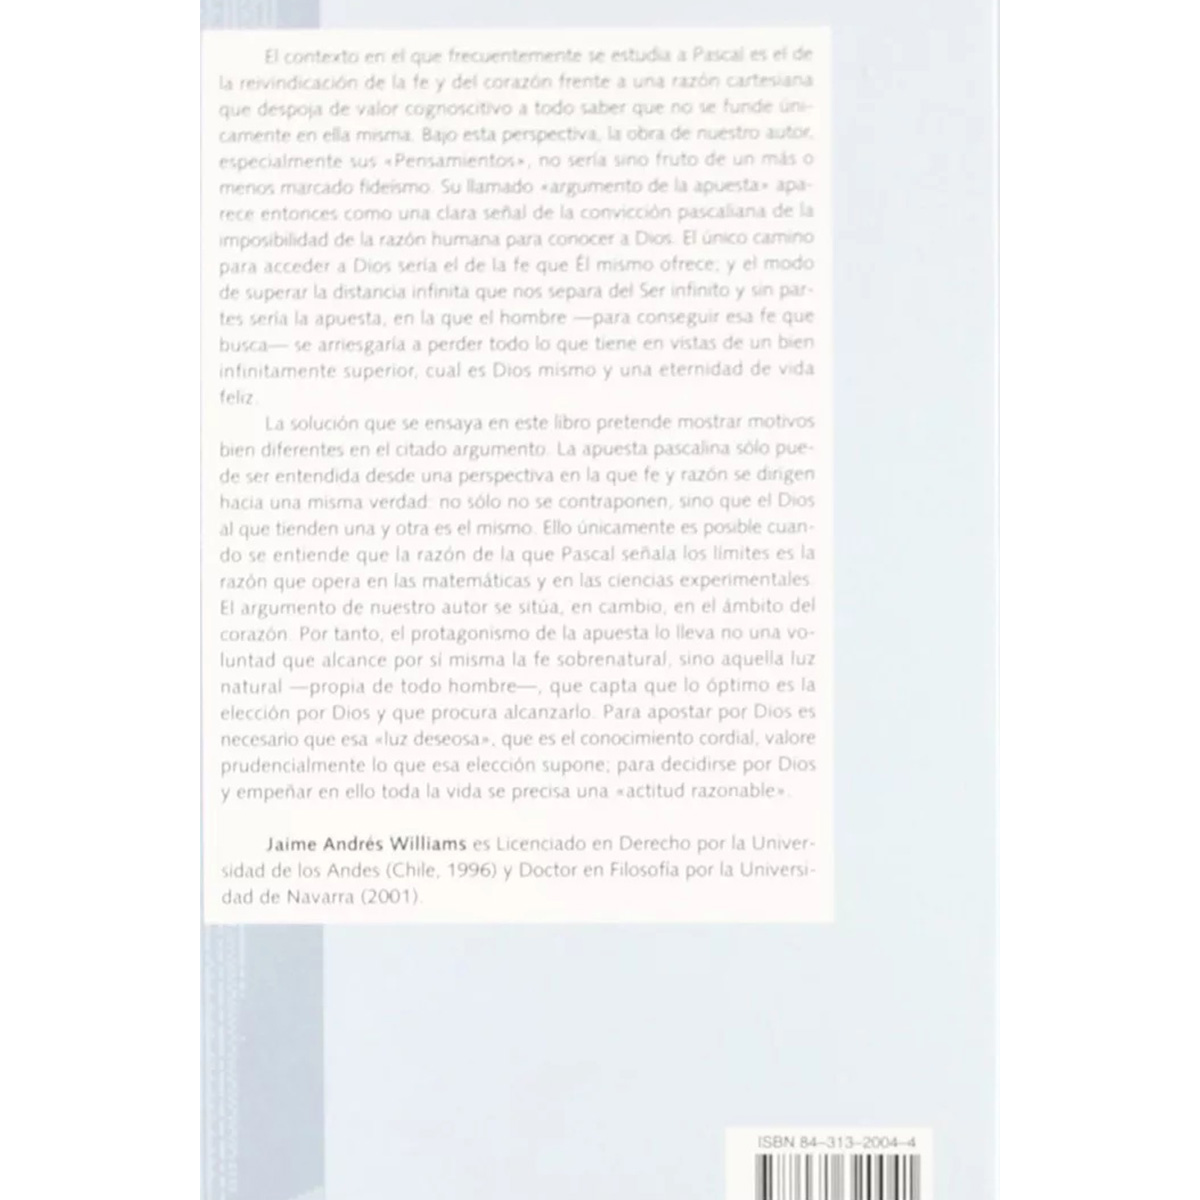 El contexto en el que frecuentemente se estudia a Pascal es el de
la reivindicación de la fe y del corazón frente a una razón cartesiana
que despoja de valor cognoscitivo a todo saber que no se funde úni-
camente en ella misma. Bajo esta perspectiva, la obra de nuestro autor,
especialmente sus «Pensamientos», no sería sino fruto de un más o
menos marcado fideísmo. Su llamado «argumento de la apuesta» apa-
rece entonces como una clara señal de la convicción pascaliana de la
imposibilidad de la razón humana para conocer a Dios. El único camino
para acceder a Dios sería el de la fe que Él mismo ofrece; y el modo
de superar la distancia infinita que nos separa del Ser infinito y sin par-
tes sería la apuesta, en la que el hombre —para conseguir esa fe que
busca— se arriesgaría a perder todo lo que tiene en vistas de un bien
infinitamente superior, cual es Dios mismo y una eternidad de vida
feliz.
La solución que se ensaya en este libro pretende mostrar motivos
bien diferentes en el citado argumento. La apuesta pascalina sólo pue-
de ser entendida desde una perspectiva en la que fe y razón se dirigen
hacia una misma verdad: no sólo no se contraponen, sino que el Dios
al que tienden una y otra es el mismo. Ello únicamente es posible cuan-
do se entiende que la razón de la que Pascal señala los límites es la
razón que opera en las matemáticas y en las ciencias experimentales.
El argumento de nuestro autor se sitúa, en cambio, en el ámbito del
corazón. Por tanto, el protagonismo de la apuesta lo lleva no una vo-
luntad que alcance por sí misma la fe sobrenatural, sino aquella luz
natural —propia de todo hombre—, que capta que lo óptimo es la
elección por Dios y que procura alcanzarlo. Para apostar por Dios es
necesario que esa «luz deseosa», que es el conocimiento cordial, valore
prudencialmente lo que esa elección supone; para decidirse por Dios
y empeñar en ello toda la vida se precisa una «actitud razonable».
Jaime Andrés Williams es Licenciado en Derecho por la Univer-
sidad de los Andes (Chile, 1996) y Doctor en Filosofía por la Universi-
dad de Navarra (2001).
ISBN 84-313-2004-4